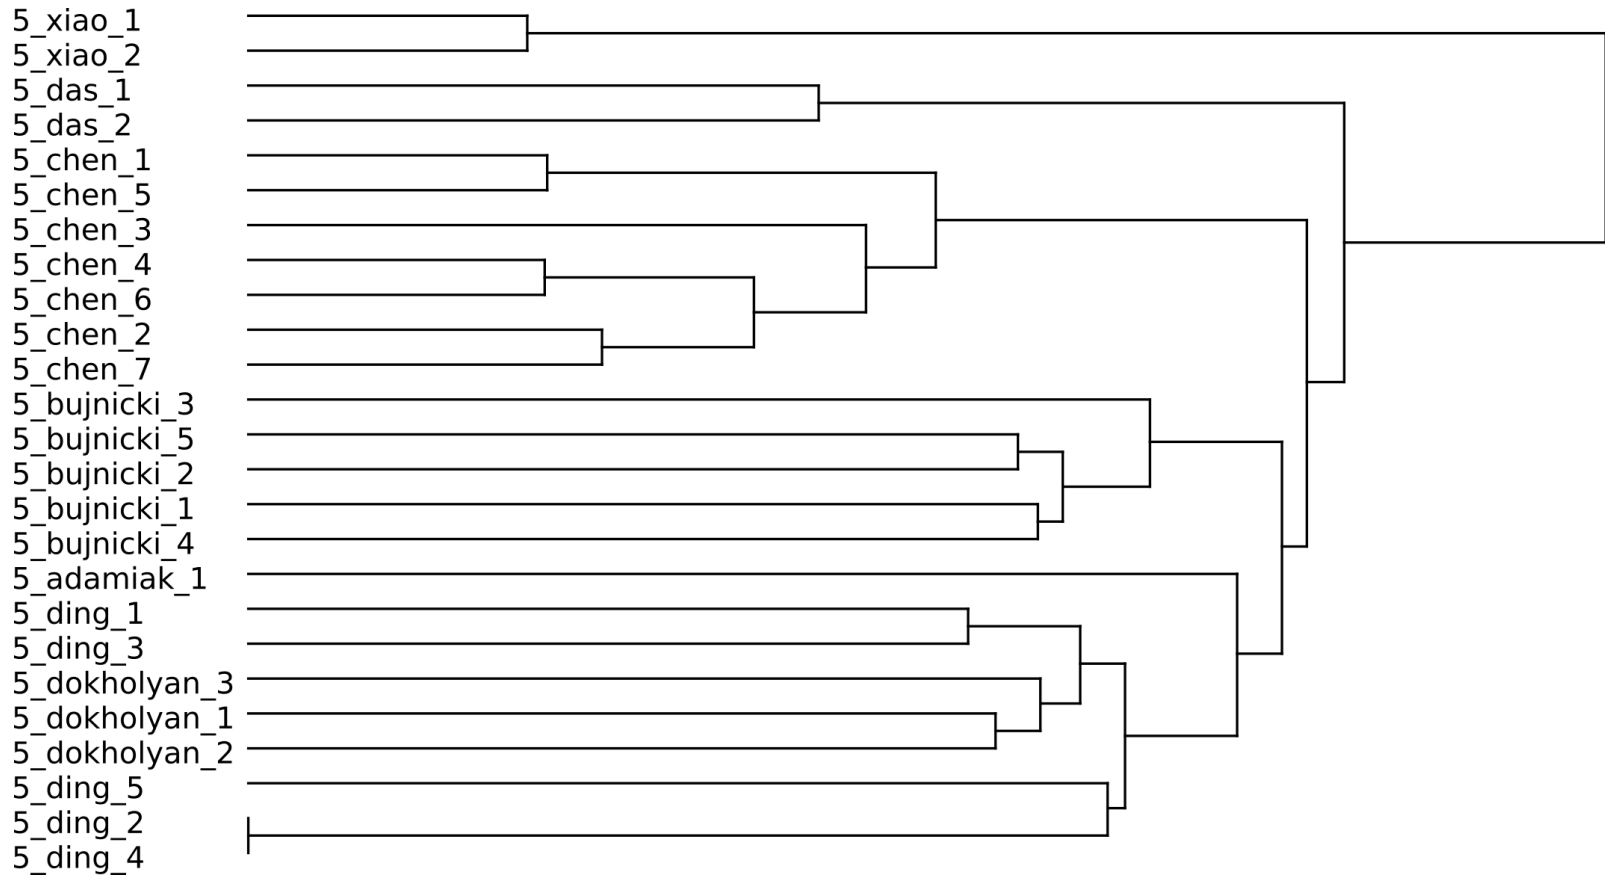 5_xiao_1
5_xiao_2
5_das_1
5_das_2
5_chen_1
5_chen_5
5_chen_3
5_chen_4
5_chen_6
5_chen_2
5_chen_7
5_bujnicki_3
5_bujnicki_5
5_bujnicki_2
5_bujnicki_1
5_bujnicki_4
5_adamiak_1
5_ding_1
5_ding_3
5_dokholyan_3
5_dokholyan_1
5_dokholyan_2
5_ding_5
5_ding_2
5_ding_4